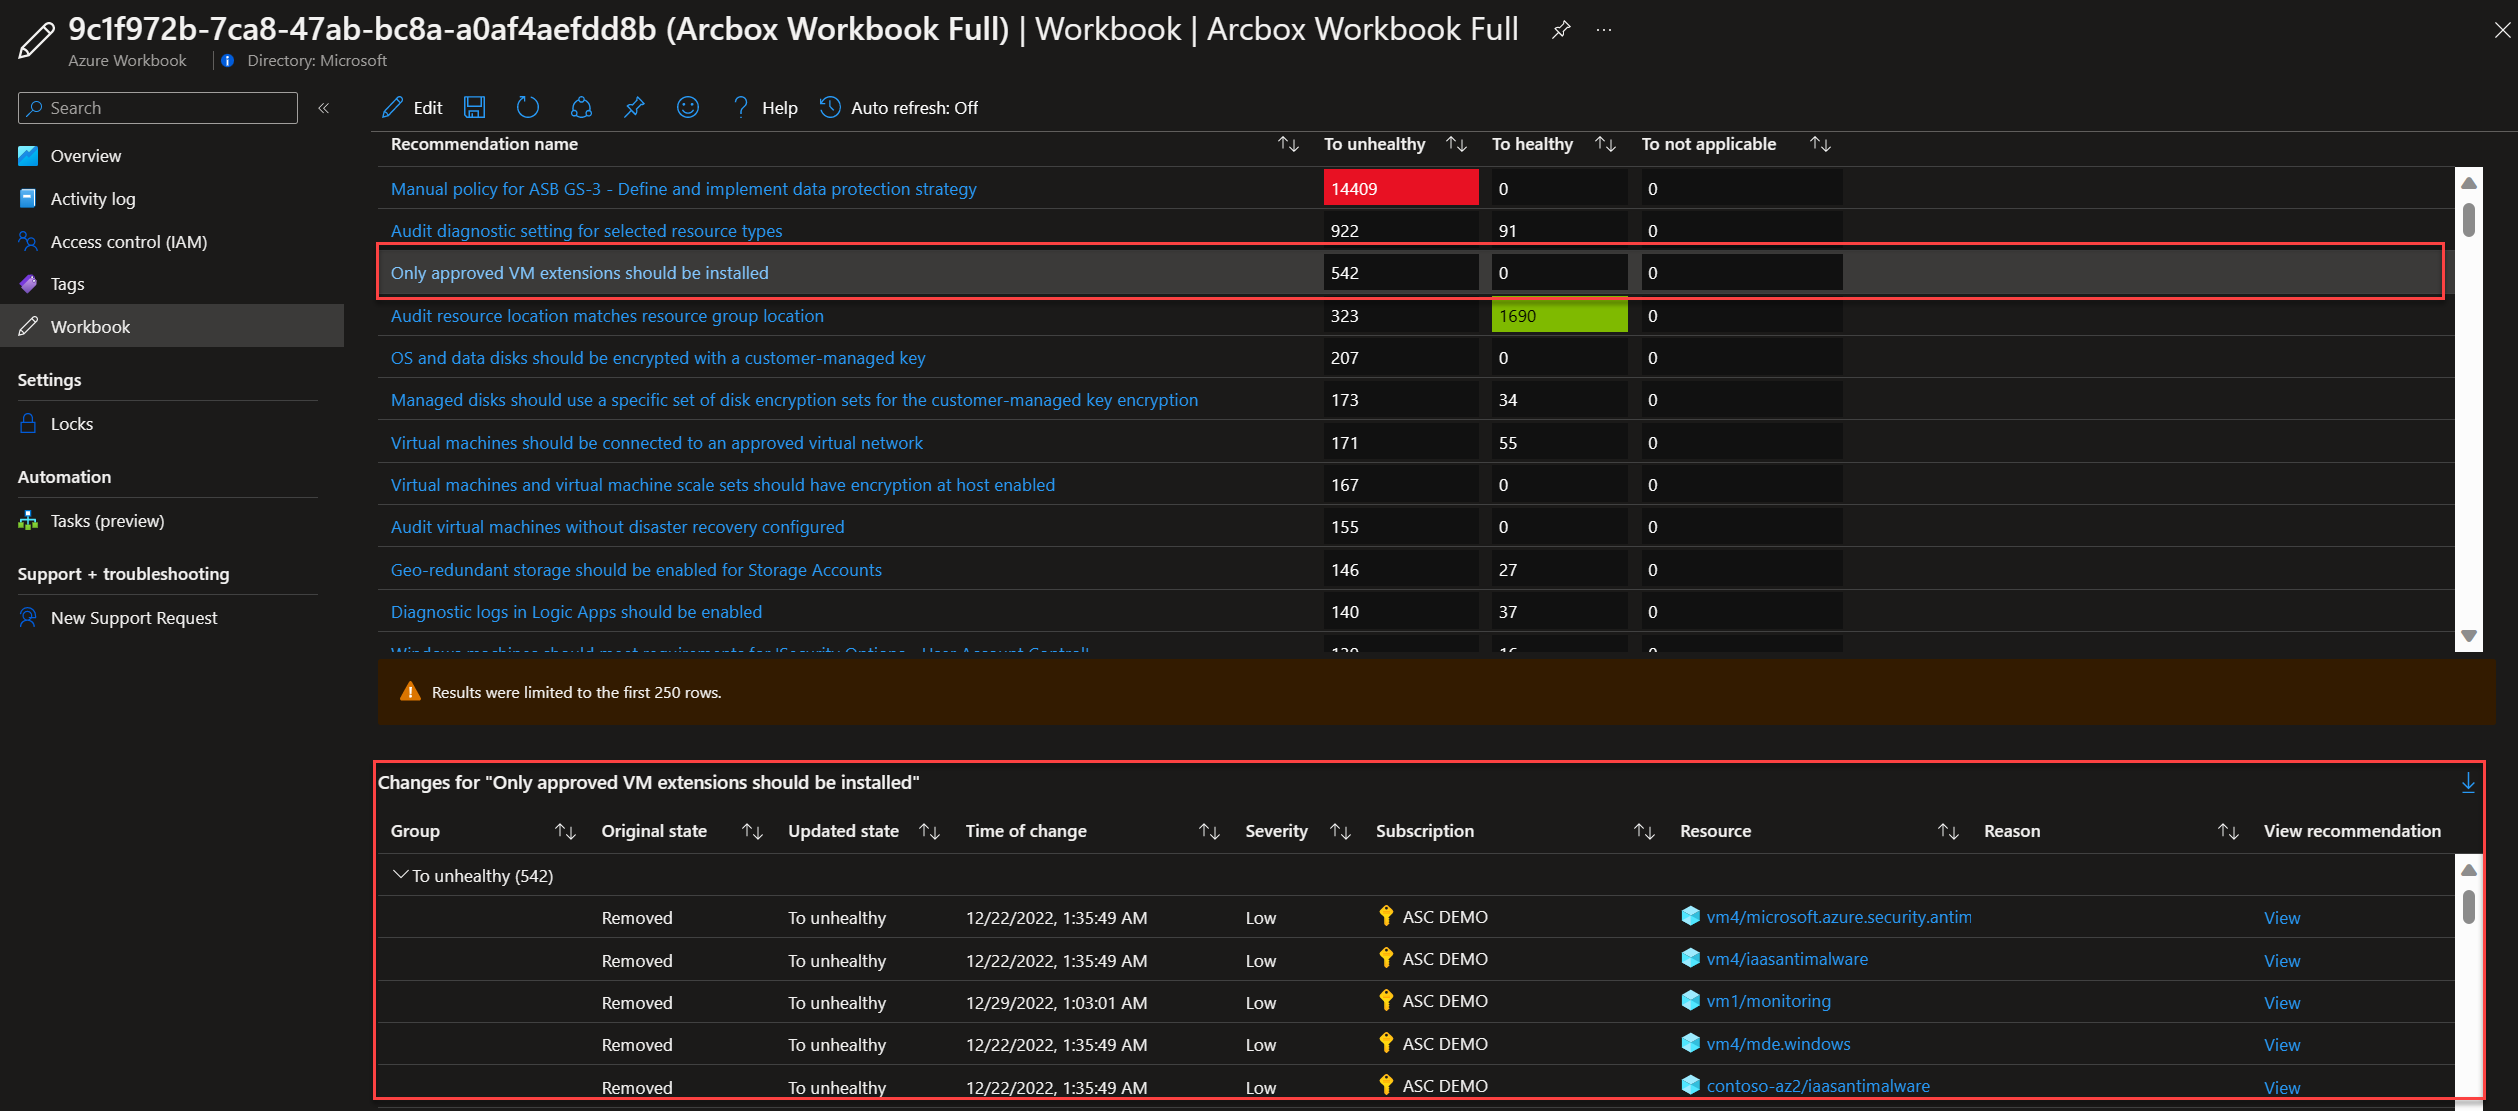 9c1f972b-7ca8-47ab-bc8a-a0af4aefdd8b (Arcbox Workbook Full) | Workbook | Arcbox Workbook Full
Azure Workbook
Directory: Microsoft
Search
Overview
Activity log
Access control (IAM)
Tags
Workbook
Settings
Locks
Automation
Tasks (preview)
Support + troubleshooting
New Support Request
Edit Help Auto refresh: Off
Recommendation name To unhealthy To healthy To not applicable
Manual policy for ASB GS-3 - Define and implement data protection strategy 14409 0 0
Audit diagnostic setting for selected resource types 922 91 0
Only approved VM extensions should be installed 542 0 0
Audit resource location matches resource group location 323 1690 0
OS and data disks should be encrypted with a customer-managed key 207 0 0
Managed disks should use a specific set of disk encryption sets for the customer-managed key encryption 173 34 0
Virtual machines should be connected to an approved virtual network 171 55 0
Virtual machines and virtual machine scale sets should have encryption at host enabled 167 0 0
Audit virtual machines without disaster recovery configured 155 0 0
Geo-redundant storage should be enabled for Storage Accounts 146 27 0
Diagnostic logs in Logic Apps should be enabled 140 37 0
Windows machines should meet requirements for 'Security Options - User Account Control'
Results were limited to the first 250 rows.
Changes for "Only approved VM extensions should be installed"
Group Original state Updated state Time of change Severity Subscription Resource Reason View recommendation
To unhealthy (542)
Removed To unhealthy 12/22/2022, 1:35:49 AM Low ASC DEMO vm4/microsoft.azure.security.antim View
Removed To unhealthy 12/22/2022, 1:35:49 AM Low ASC DEMO vm4/iaasantimalware View
Removed To unhealthy 12/29/2022, 1:03:01 AM Low ASC DEMO vm1/monitoring View
Removed To unhealthy 12/22/2022, 1:35:49 AM Low ASC DEMO vm4/mde.windows View
Removed To unhealthy 12/22/2022, 1:35:49 AM Low ASC DEMO contoso-az2/iaasantimalware View